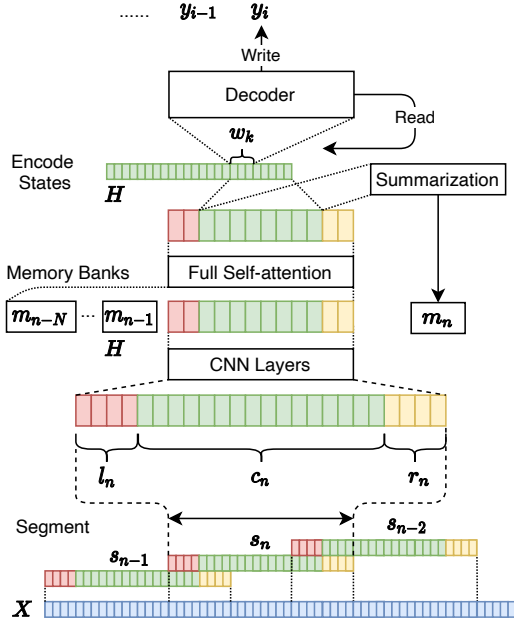 ...... y_{i-1} y_i
Write
Decoder
Read
w_k
Encode
States
H
Summarization
Memory Banks
Full Self-attention
m_{n-N} ... m_{n-1}
m_n
H
CNN Layers
l_n c_n r_n
Segment
s_{n-1} s_n s_{n-2}
X